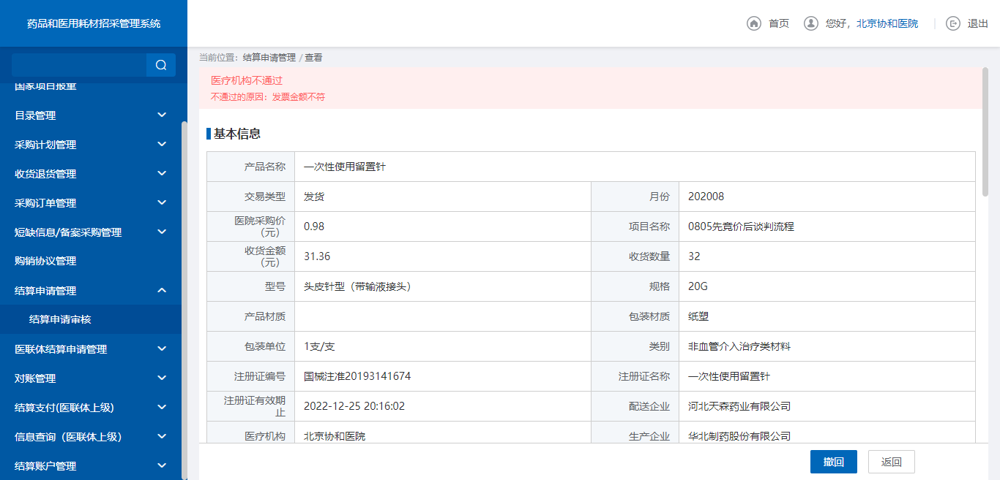 药品和医用耗材招采管理系统
首页
您好，北京协和医院
退出
当前位置：结算申请管理 / 查看
国家项目报量
目录管理
采购计划管理
收货退货管理
采购订单管理
短缺信息/备案采购管理
购销协议管理
结算申请管理
结算申请审核
医联体结算申请管理
对账管理
结算支付(医联体上级)
信息查询（医联体上级）
结算账户管理
医疗机构不通过
不通过的原因：发票金额不符
基本信息
产品名称 一次性使用留置针
交易类型 发货 月份 202008
医院采购价
（元） 0.98 项目名称 0805先竟价后谈判流程
收货金额
（元） 31.36 收货数量 32
型号 头皮针型（带输液接头） 规格 20G
产品材质 包装材质 纸塑
包装单位 1支/支 类别 非血管介入治疗类材料
注册证编号 国械注准20193141674 注册证名称 一次性使用留置针
注册证有效期
止 2022-12-25 20:16:02 配送企业 河北天森药业有限公司
医疗机构 北京协和医院 生产企业 华北制药股份有限公司
撤回 返回